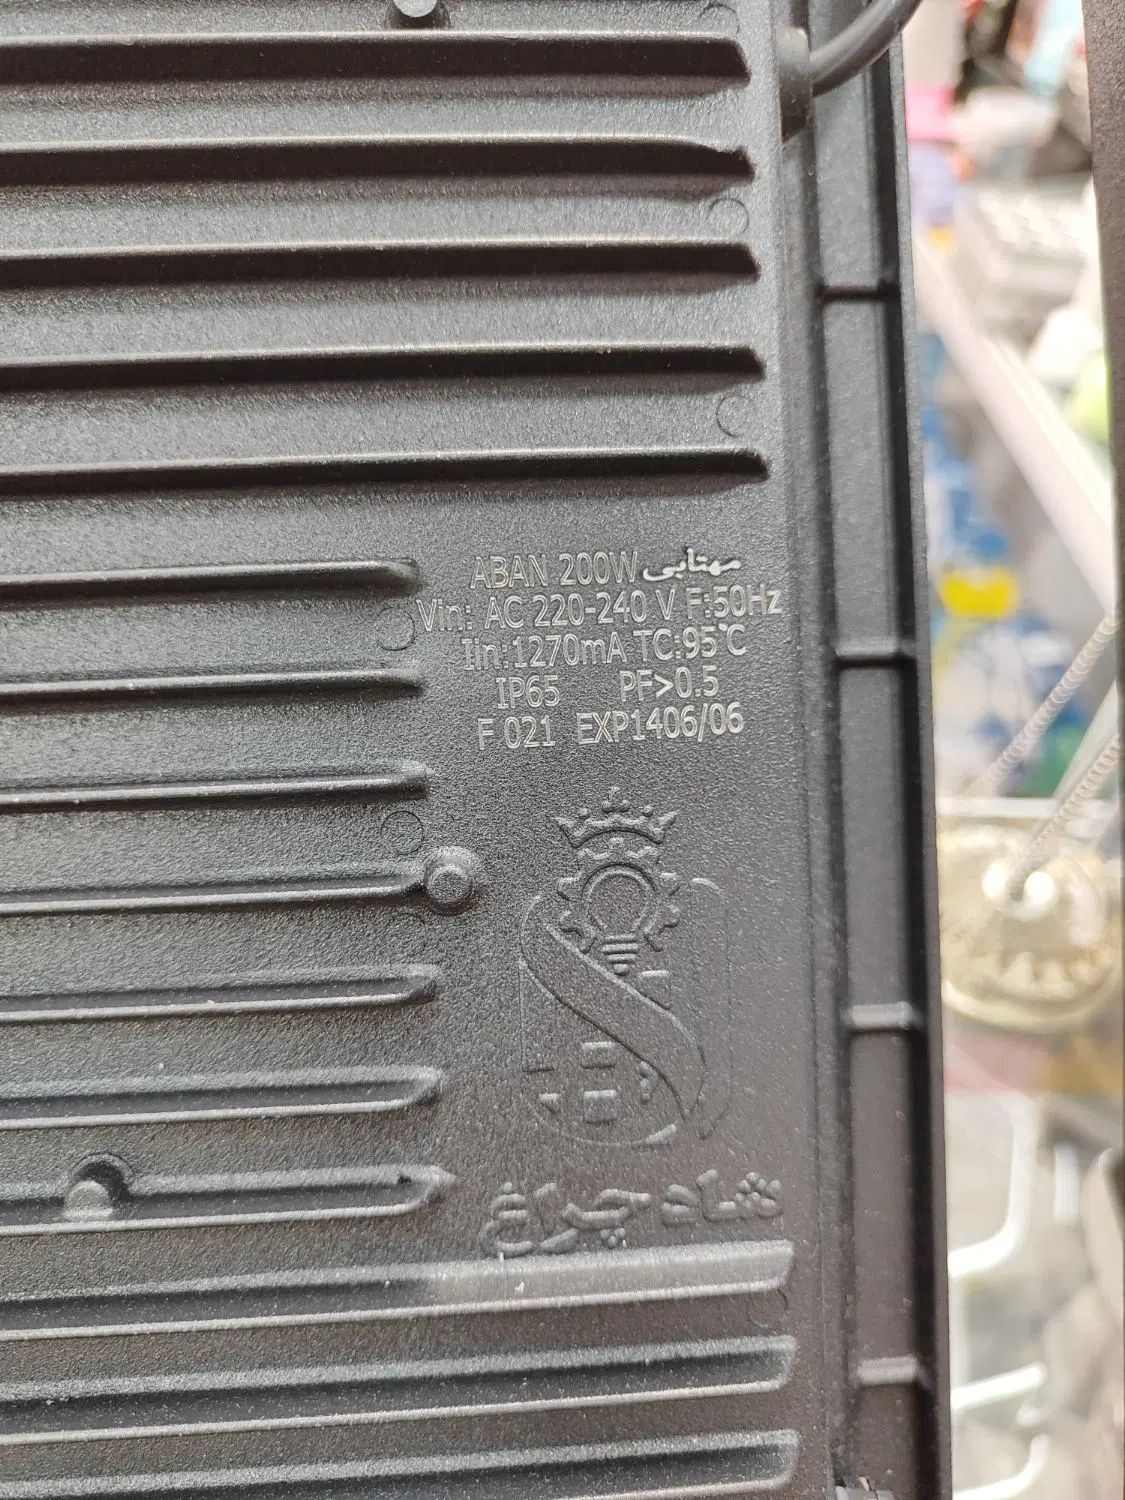 ABAN 200W مهتابی
Vin: AC 220-240 V F:50Hz
Iin:1270mA TC:95°C
IP65 PF>0.5
F 021 EXP1406/06
شاه چراغ